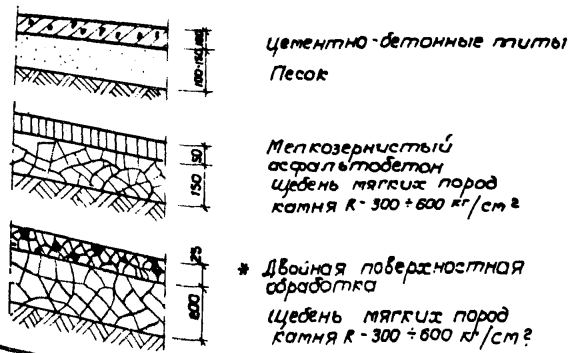 цементно-бетонные плиты
Песок
Мелкозернистый
асфальтобетон
50
щебень мягких пород
150
камня R-300÷600 кг/см²
25
* Двойная поверхностная
обработка
щебень мягких пород
камня R-300÷600 кг/см²